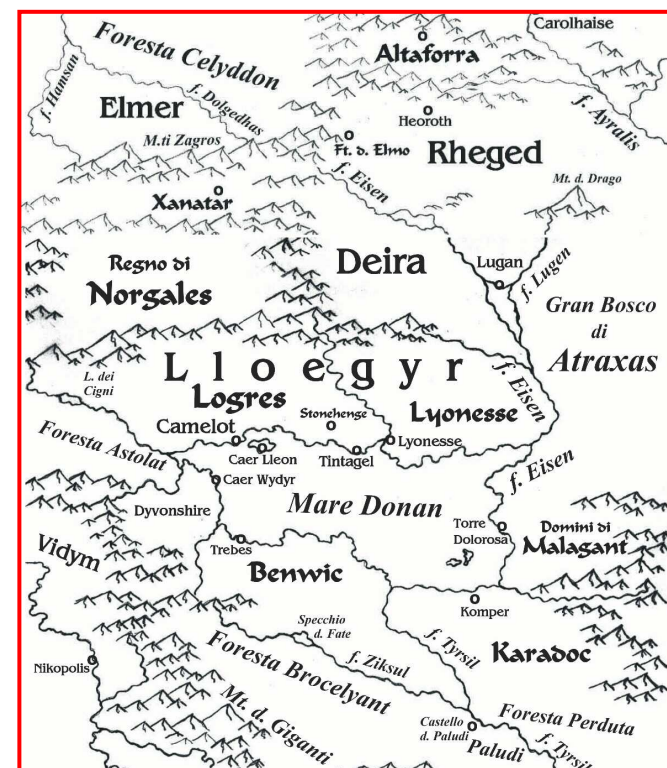 Carolhaise
Foresta Celyddon
Altaforra
f. Hamsan
f. Dolgedhas
Elmer
f. Ayralis
Heoroth
M.ti Zagros
Ft. d. Elmo
Rheged
f. Eisen
Mt. d. Drago
Xanatar
Regno di
Norgales
Deira
Lugan
f. Lugen
Gran Bosco
di
Atraxas
Lloegyr
L. dei
Cigni
Logres
f. Eisen
Stonehenge
Lyonesse
Camelot
Lyonesse
Foresta Astolat
Caer Lleon
Tintagel
Caer Wydyr
f. Eisen
Dyvonshire
Mare Donan
Torre
Dolorosa
Domini di
Malagant
Vidym
Trebes
Benwic
Komper
Specchio
d. Fate
f. Tyrsil
Karadoc
Nikopolis
Foresta Brocelyant
f. Ziksul
Mt. d. Giganti
Castello
d. Paludi
Foresta Perduta
Paludi
f. Tyrsil